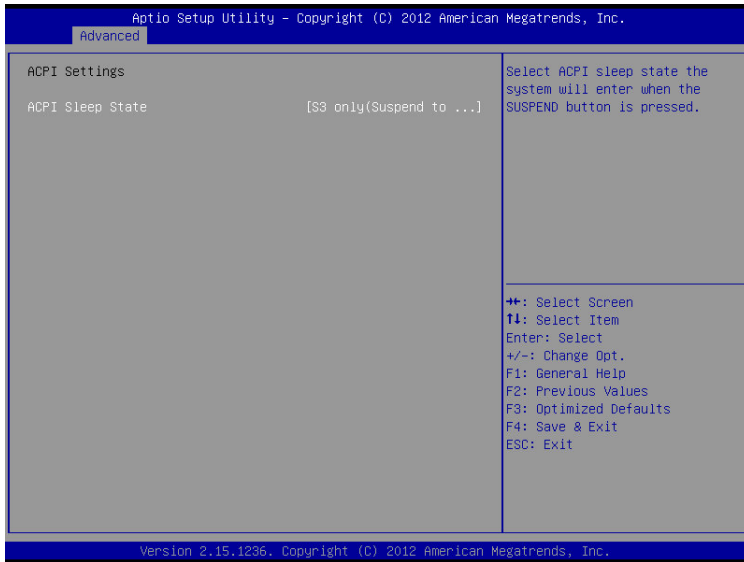 Aptio Setup Utility – Copyright (C) 2012 American Megatrends, Inc.
Advanced
ACPI Settings
ACPI Sleep State [S3 only(Suspend to ...]
Select ACPI sleep state the
system will enter when the
SUSPEND button is pressed.
→←: Select Screen
↑↓: Select Item
Enter: Select
+/-: Change Opt.
F1: General Help
F2: Previous Values
F3: Optimized Defaults
F4: Save & Exit
ESC: Exit
Version 2.15.1236. Copyright (C) 2012 American Megatrends, Inc.